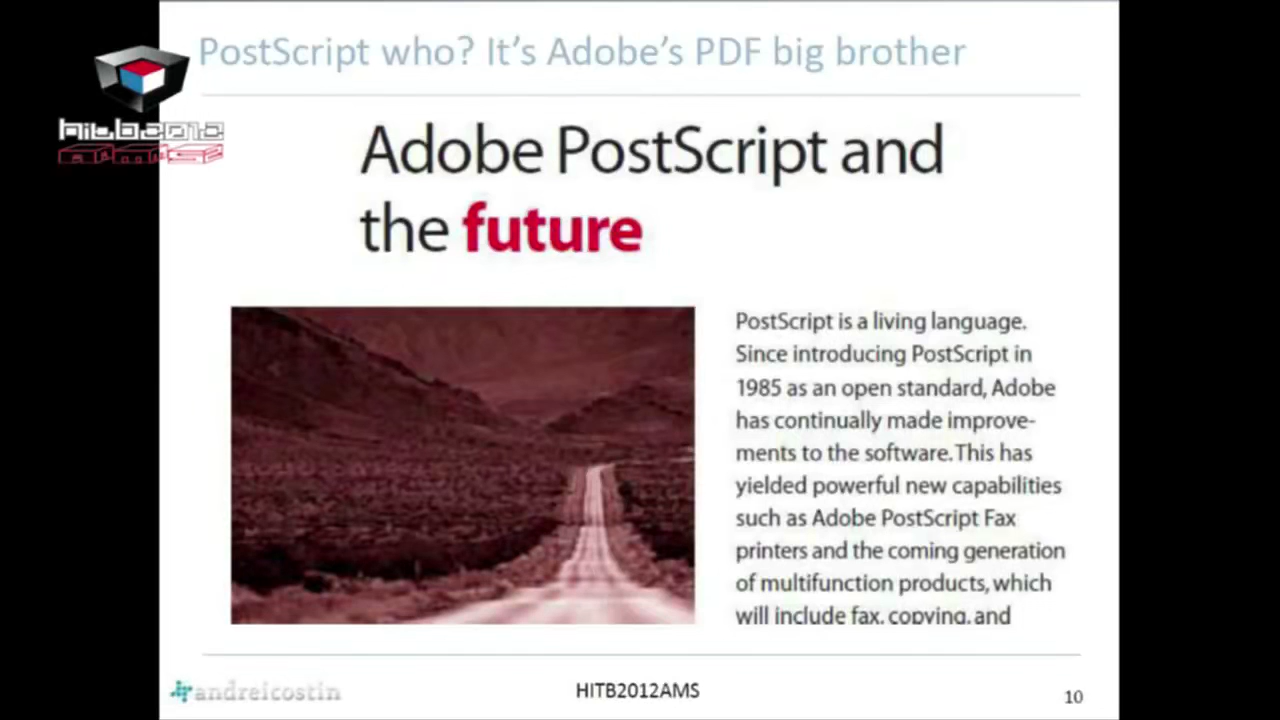 PostScript who? It's Adobe's PDF big brother
hitb2012
AMS
Adobe PostScript and
the future
PostScript is a living language.
Since introducing PostScript in
1985 as an open standard, Adobe
has continually made improve-
ments to the software. This has
yielded powerful new capabilities
such as Adobe PostScript Fax
printers and the coming generation
of multifunction products, which
will include fax, copying, and
andreicostin
HITB2012AMS
10